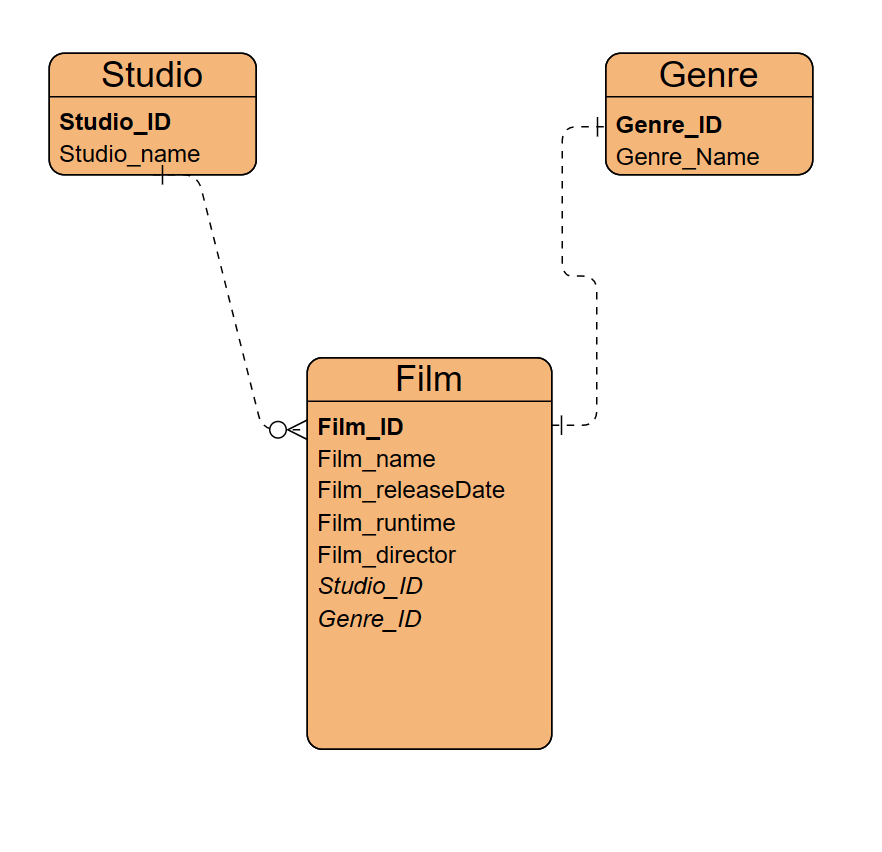 Studio
Studio_ID
Studio_name
Genre
Genre_ID
Genre_Name
Film
Film_ID
Film_name
Film_releaseDate
Film_runtime
Film_director
Studio_ID
Genre_ID